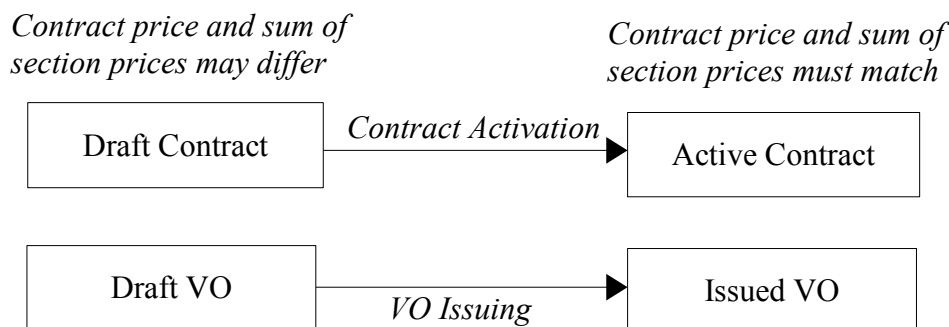 Contract price and sum of
section prices may differ
Contract price and sum of
section prices must match
Draft Contract
Contract Activation
Active Contract
Draft VO
VO Issuing
Issued VO